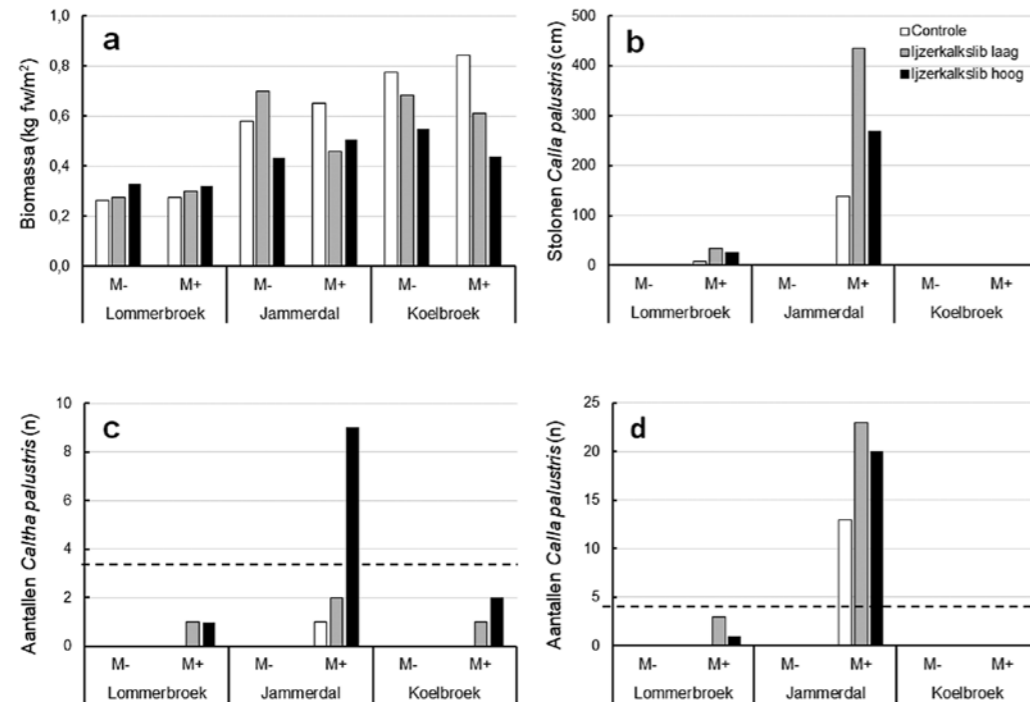 a
Biomassa (kg fw/m²)
1,0
0,8
0,6
0,4
0,2
0,0
M- M+ M- M+ M- M+
Lommerbroek Jammerdal Koelbroek
b
Controle
Ijzerkalkslib laag
Ijzerkalkslib hoog
Stolonen Calla palustris (cm)
500
400
300
200
100
0
M- M+ M- M+ M- M+
Lommerbroek Jammerdal Koelbroek
c
Aantallen Caltha palustris (n)
10
8
6
4
2
0
M- M+ M- M+ M- M+
Lommerbroek Jammerdal Koelbroek
d
Aantallen Calla palustris (n)
25
20
15
10
5
0
M- M+ M- M+ M- M+
Lommerbroek Jammerdal Koelbroek